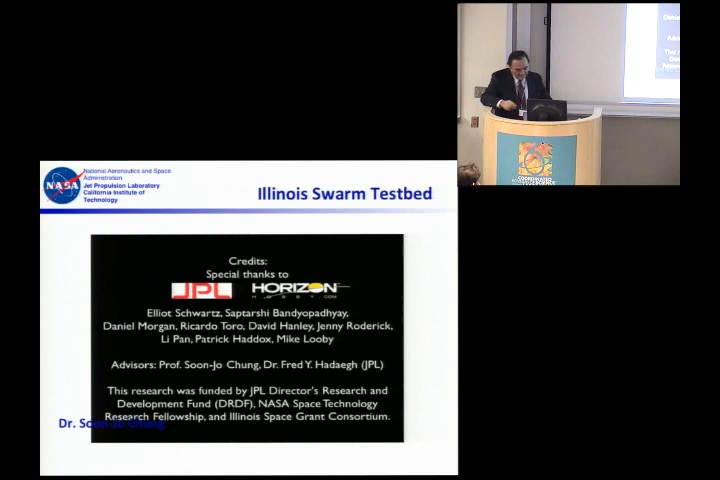 National Aeronautics and Space
Administration
Jet Propulsion Laboratory
California Institute of
Technology
NASA
Illinois Swarm Testbed
Credits:
Special thanks to
JPL
HORIZON
HOBBY.COM
Elliot Schwartz, Saptarshi Bandyopadhyay,
Daniel Morgan, Ricardo Toro, David Hanley, Jenny Roderick,
Li Pan, Patrick Haddox, Mike Looby
Advisors: Prof. Soon-Jo Chung, Dr. Fred Y. Hadaegh (JPL)
This research was funded by JPL Director's Research and
Development Fund (DRDF), NASA Space Technology
Research Fellowship, and Illinois Space Grant Consortium.
Dr. Soon-Jo Chung
COORDINATED
SCIENCE